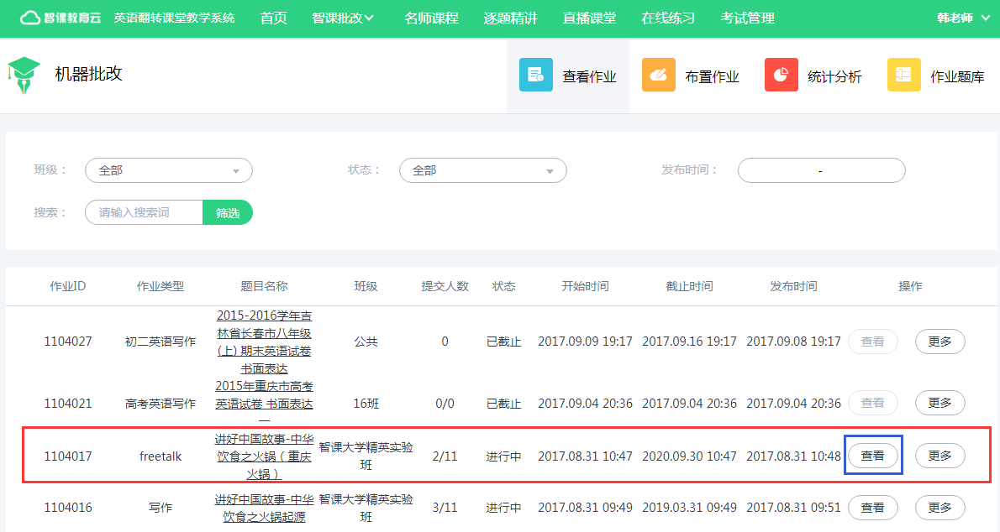 智课教育云 英语翻转课堂教学系统 首页 智课批改 名师课程 逐题精讲 直播课堂 在线练习 考试管理 韩老师
机器批改 查看作业 布置作业 统计分析 作业题库
班级： 全部 状态： 全部 发布时间： -
搜索： 请输入搜索词 筛选
作业ID 作业类型 题目名称 班级 提交人数 状态 开始时间 截止时间 发布时间 操作
2015-2016学年吉
林省长春市八年级
1104027 初二英语写作 (上) 期末英语试卷 公共 0 已截止 2017.09.09 19:17 2017.09.16 19:17 2017.09.08 19:17 查看 更多
书面表达
2015年重庆市高考
1104021 高考英语写作 英语试卷 书面表达 16班 0/0 已截止 2017.09.04 20:36 2017.09.04 20:36 2017.09.04 20:36 查看 更多
一
讲好中国故事-中华 智课大学精英实验
1104017 freetalk 饮食之火锅（重庆 班 2/11 进行中 2017.08.31 10:47 2020.09.30 10:47 2017.08.31 10:48 查看 更多
火锅）
讲好中国故事-中华 智课大学精英实验
1104016 写作 饮食之火锅起源 班 3/11 进行中 2017.08.31 09:49 2019.03.31 09:49 2017.08.31 09:51 查看 更多